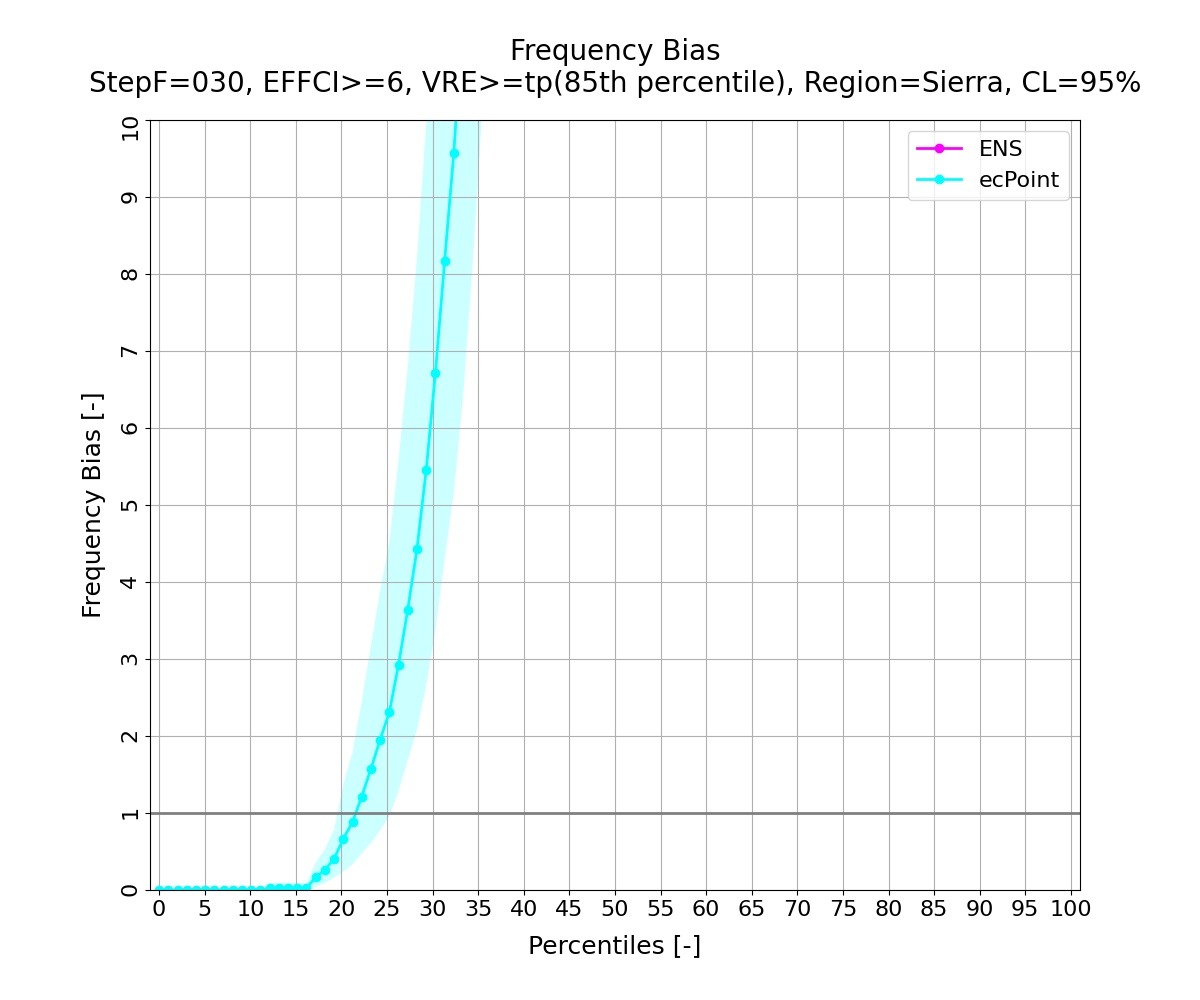 Frequency Bias
StepF=030, EFFCI>=6, VRE>=tp(85th percentile), Region=Sierra, CL=95%
ENS
ecPoint
10
9
8
7
6
5
4
3
2
1
0
Frequency Bias [-]
0 5 10 15 20 25 30 35 40 45 50 55 60 65 70 75 80 85 90 95 100
Percentiles [-]